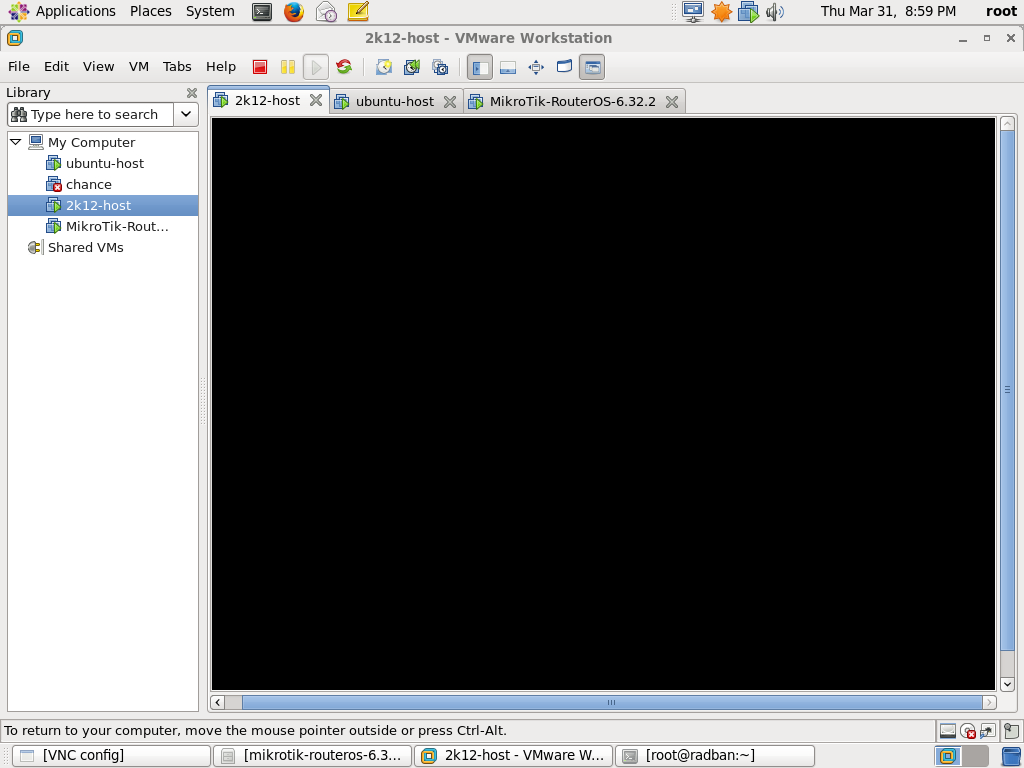 Applications Places System Thu Mar 31, 8:59 PM root
2k12-host - VMware Workstation
File Edit View VM Tabs Help
Library
Type here to search
My Computer
ubuntu-host
chance
2k12-host
MikroTik-Rout...
Shared VMs
2k12-host ubuntu-host MikroTik-RouterOS-6.32.2
To return to your computer, move the mouse pointer outside or press Ctrl-Alt.
[VNC config] [mikrotik-routeros-6.3... 2k12-host - VMware W... [root@radban:~]